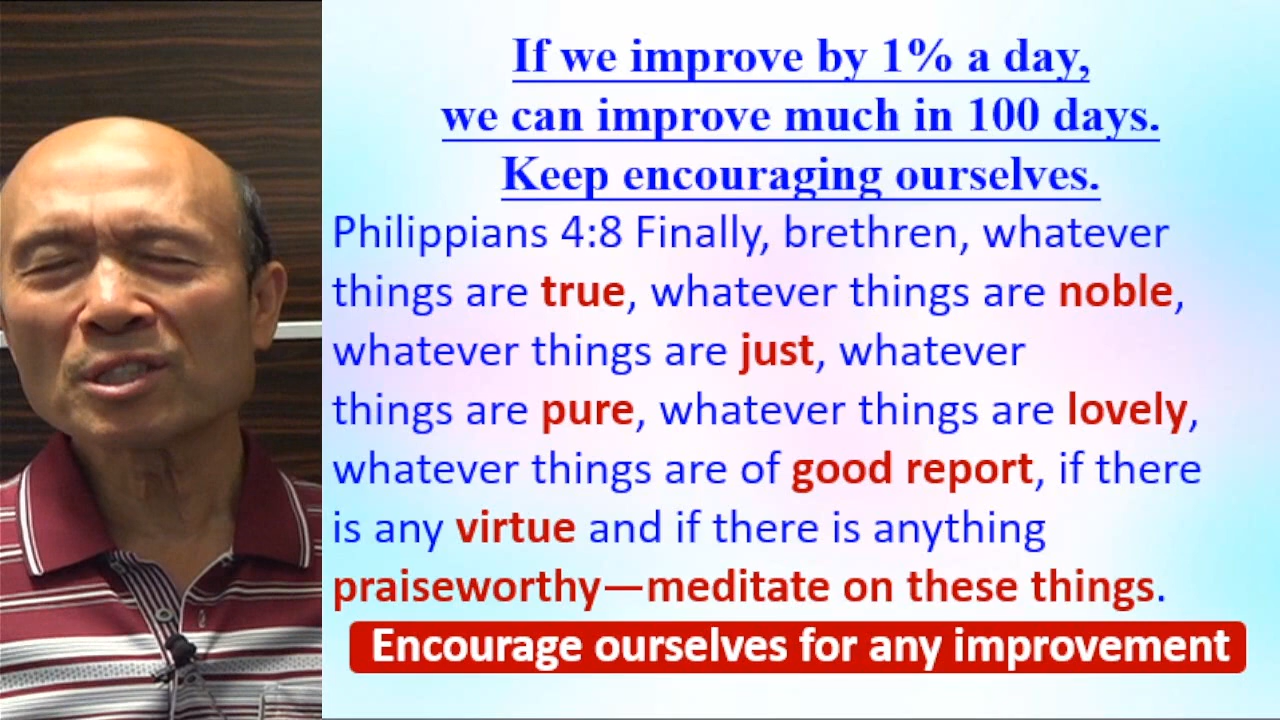 If we improve by 1% a day,
we can improve much in 100 days.
Keep encouraging ourselves.
Philippians 4:8 Finally, brethren, whatever
things are true, whatever things are noble,
whatever things are just, whatever
things are pure, whatever things are lovely,
whatever things are of good report, if there
is any virtue and if there is anything
praiseworthy—meditate on these things.
Encourage ourselves for any improvement